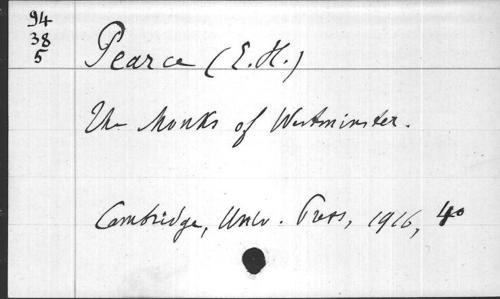 94
38
5
Pearce (E. H.)
The Monks of Westminster.
Cambridge, Univ. Press, 1916, 4o